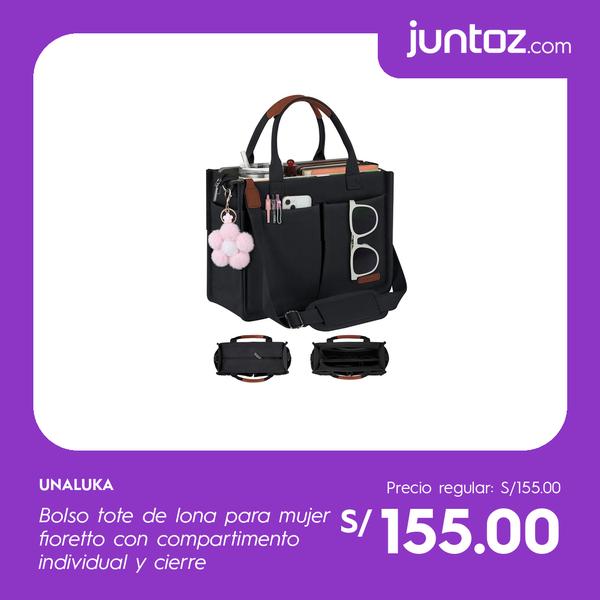 juntoz.com
UNALUKA
Bolso tote de lona para mujer
fioretto con compartimento
individual y cierre
Precio regular: S/155.00
S/ 155.00